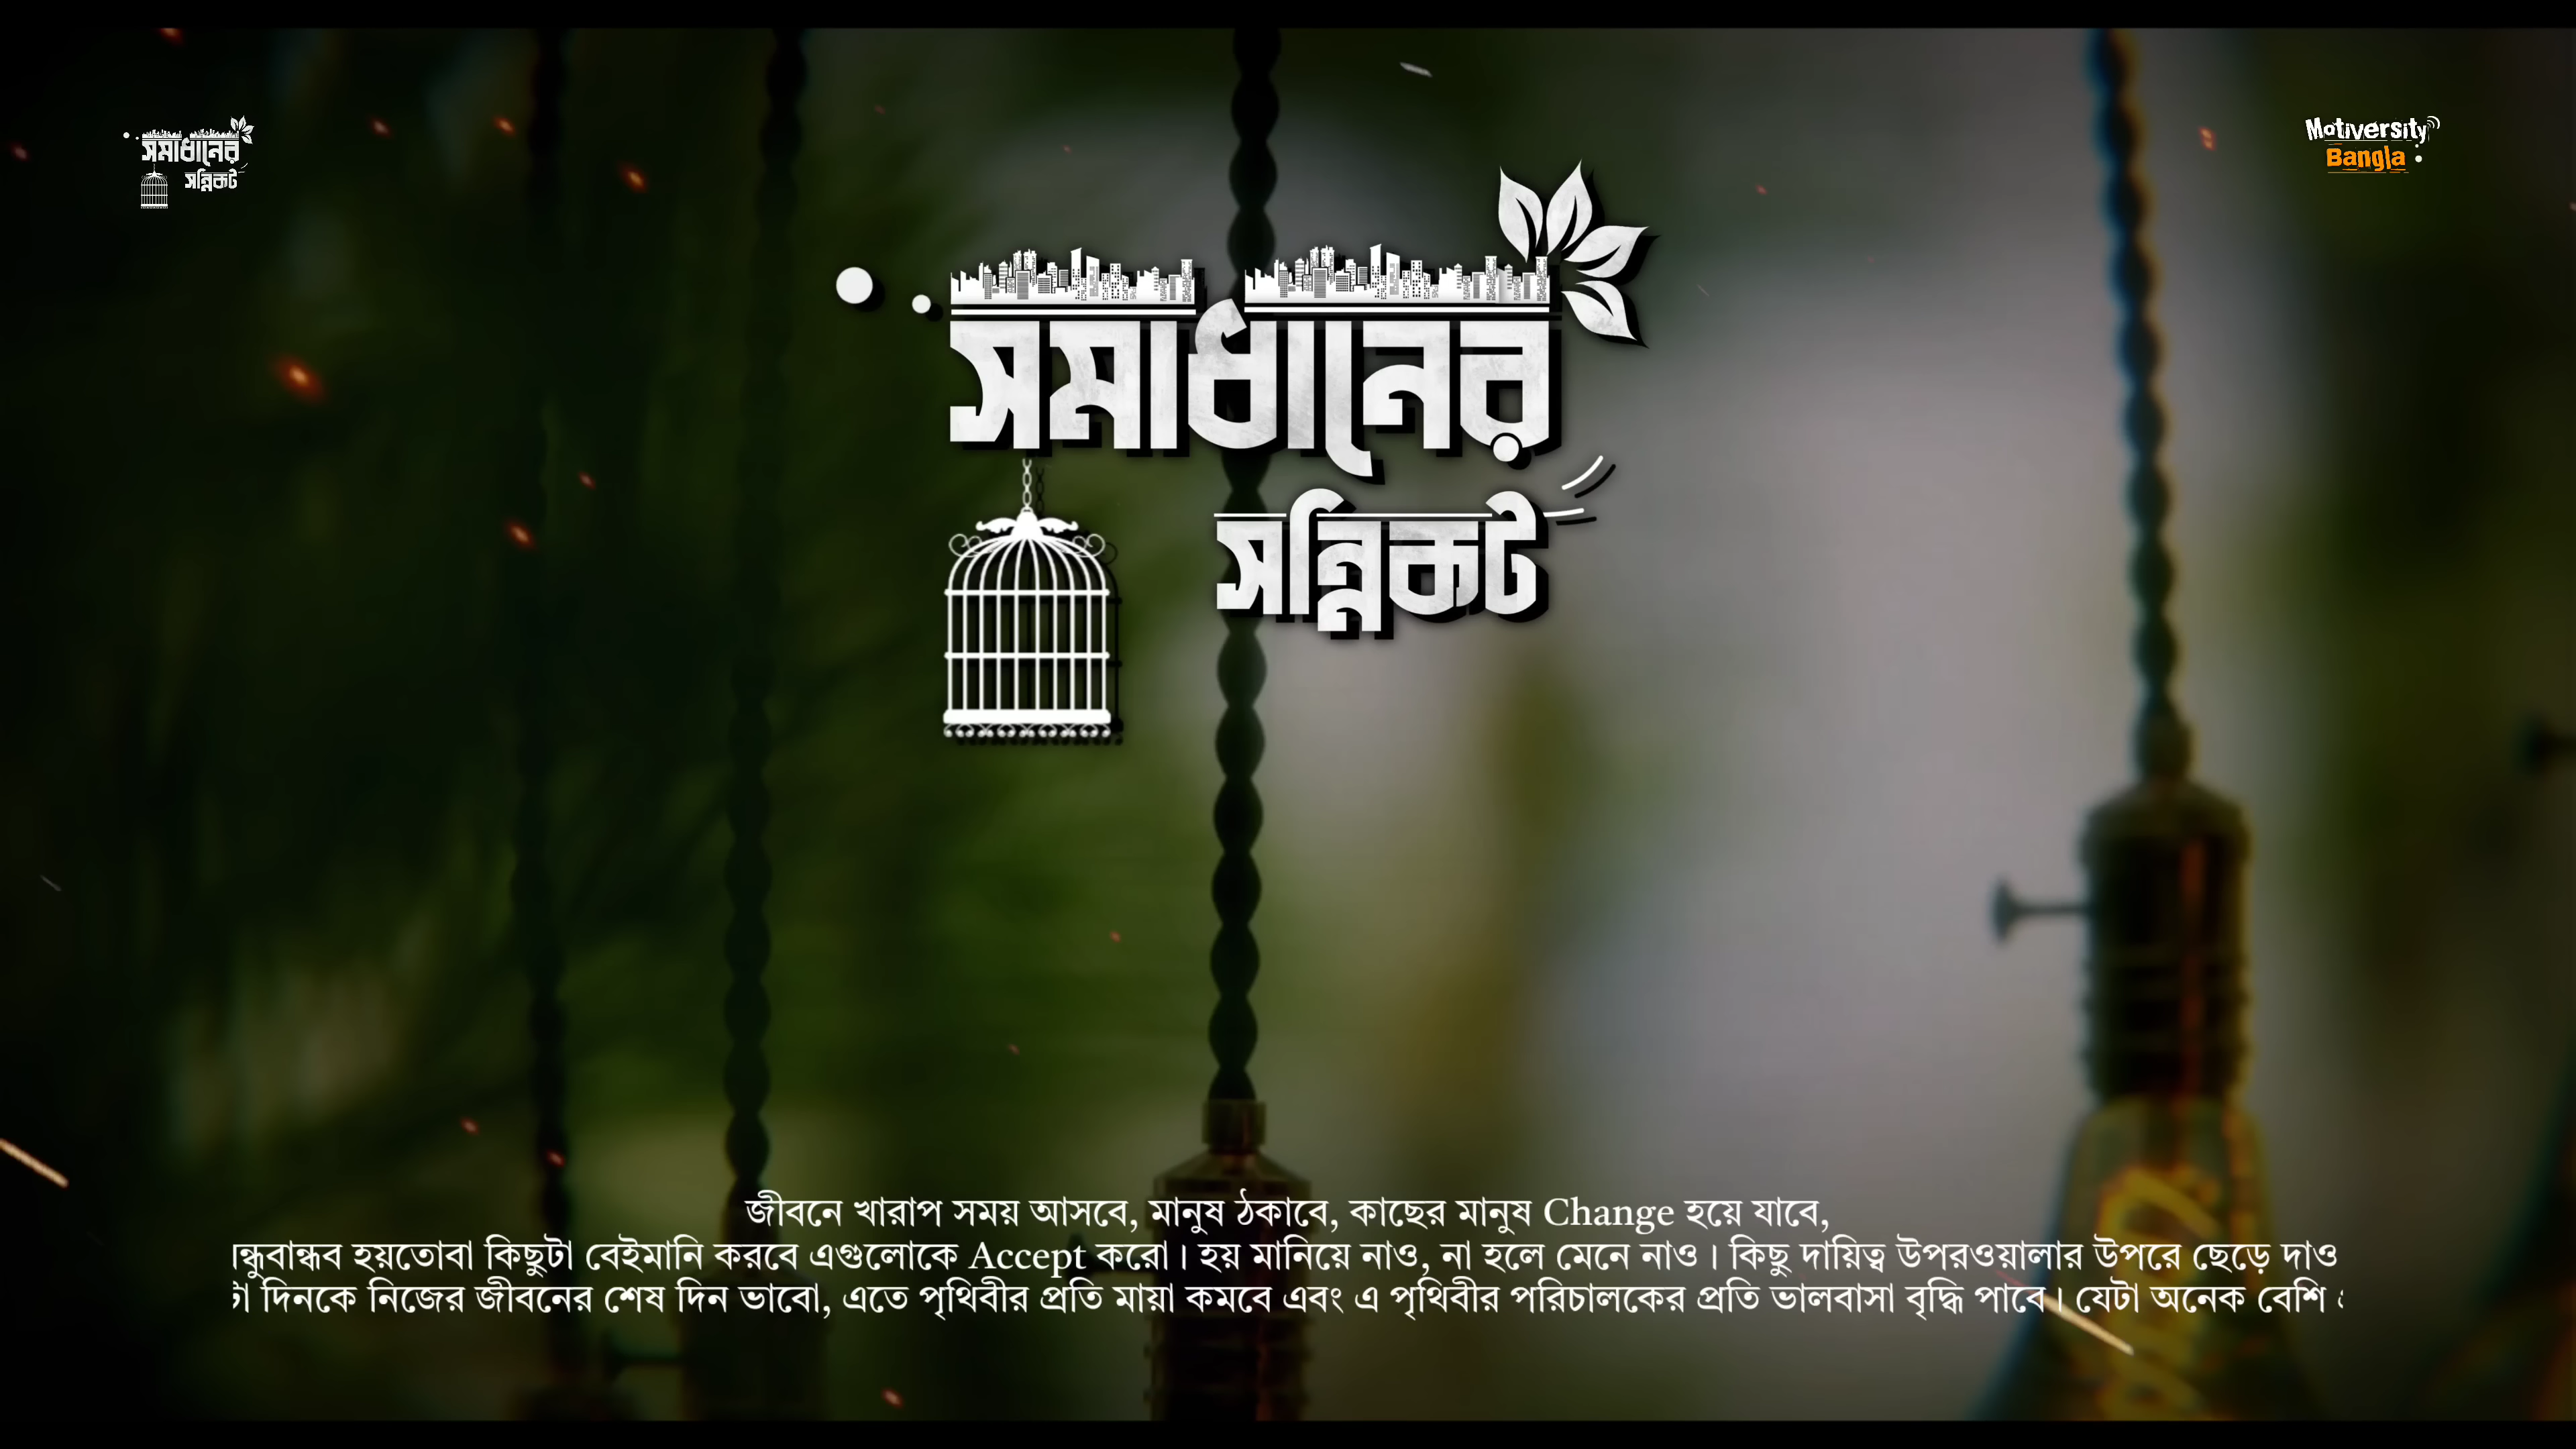 সমাধানের
সন্নিকট
Motiversity
Bangla
সমাধানের
সন্নিকট
জীবনে খারাপ সময় আসবে, মানুষ ঠকাবে, কাছের মানুষ Change হয়ে যাবে,
হয়তোবা কিছুটা বেইমানি করবে এগুলোকে Accept করো। হয় মানিয়ে নাও, না হলে মেনে নাও। কিছু দায়িত্ব উপরওয়ালার উপরে ছেড়ে দাও
দিনকে নিজের জীবনের শেষ দিন ভাবো, এতে পৃথিবীর প্রতি মায়া কমবে এবং এ পৃথিবীর পরিচালকের প্রতি ভালবাসা বৃদ্ধি পাবে। যেটা অনেক বেশি